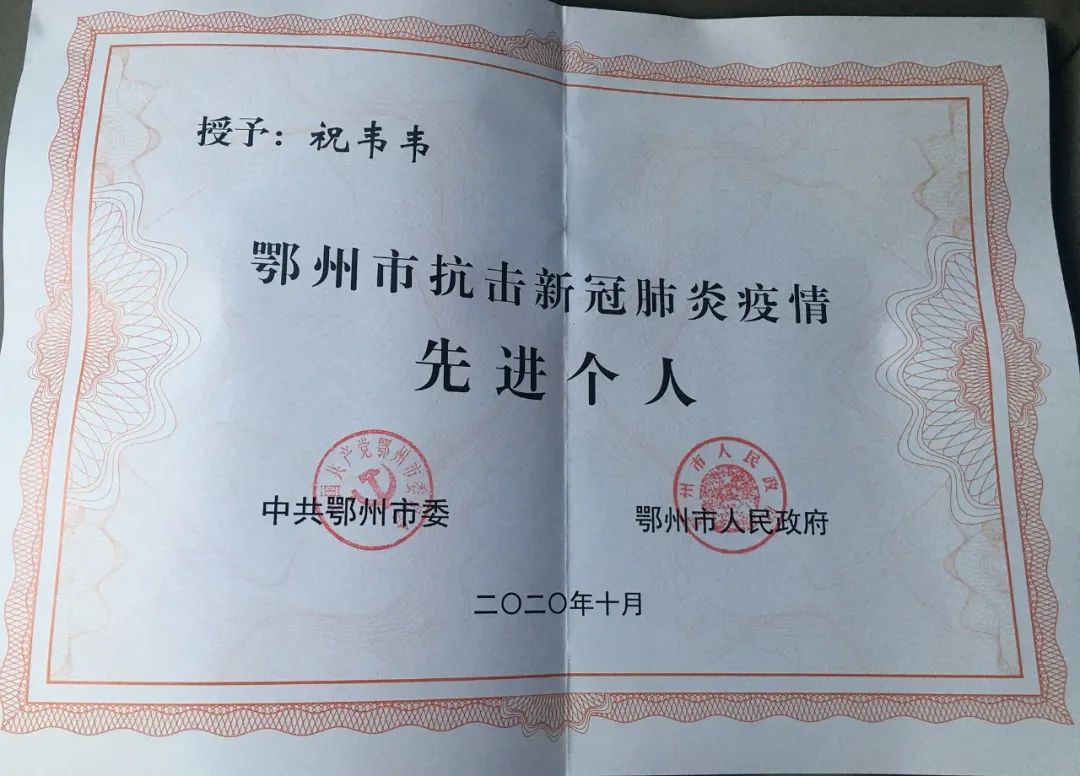 授予：祝韦韦
鄂州市抗击新冠肺炎疫情
先进个人
中共鄂州市委
鄂州市人民政府
二〇二〇年十月